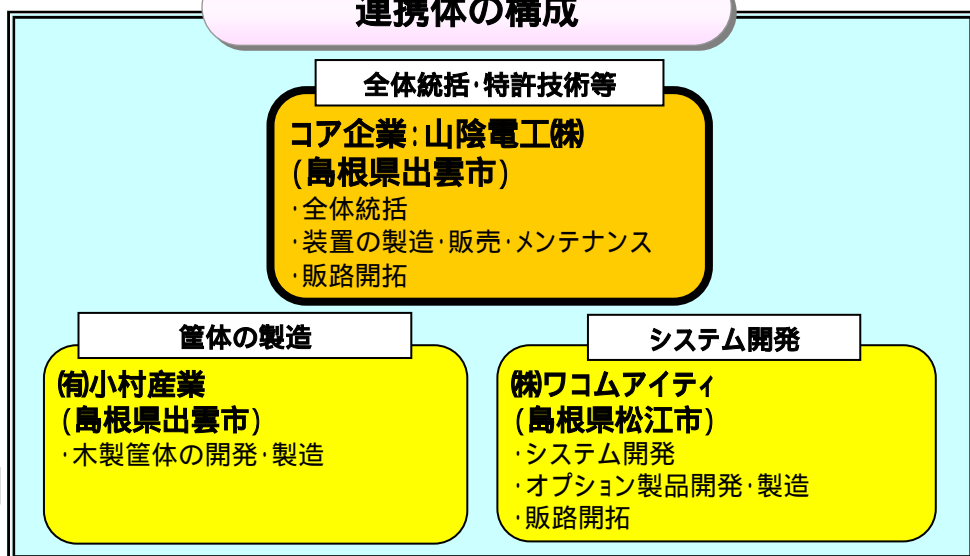 連携体の構成
全体統括･特許技術等
コア企業:山陰電工㈱
(島根県出雲市)
･全体統括
･装置の製造･販売･メンテナンス
･販路開拓
筐体の製造
㈲小村産業
(島根県出雲市)
･木製筐体の開発･製造
システム開発
㈱ワコムアイティ
(島根県松江市)
･システム開発
･オプション製品開発･製造
･販路開拓